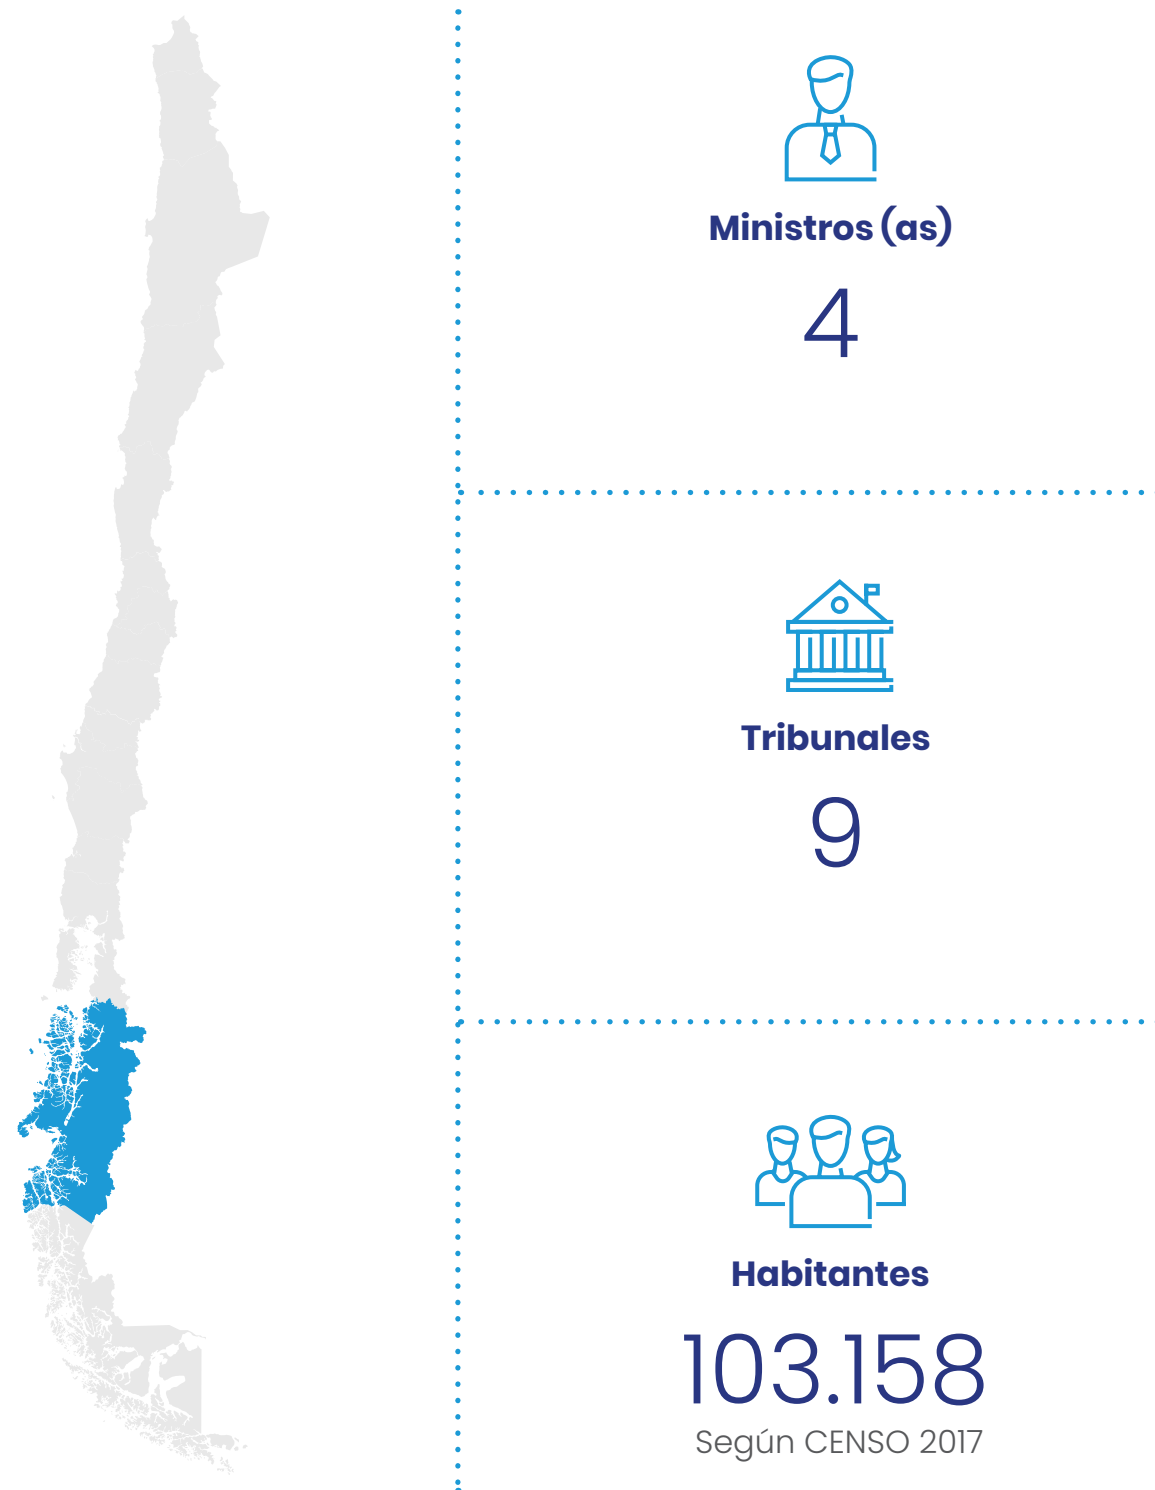 Ministros (as)
4
Tribunales
9
Habitantes
103.158
Según CENSO 2017